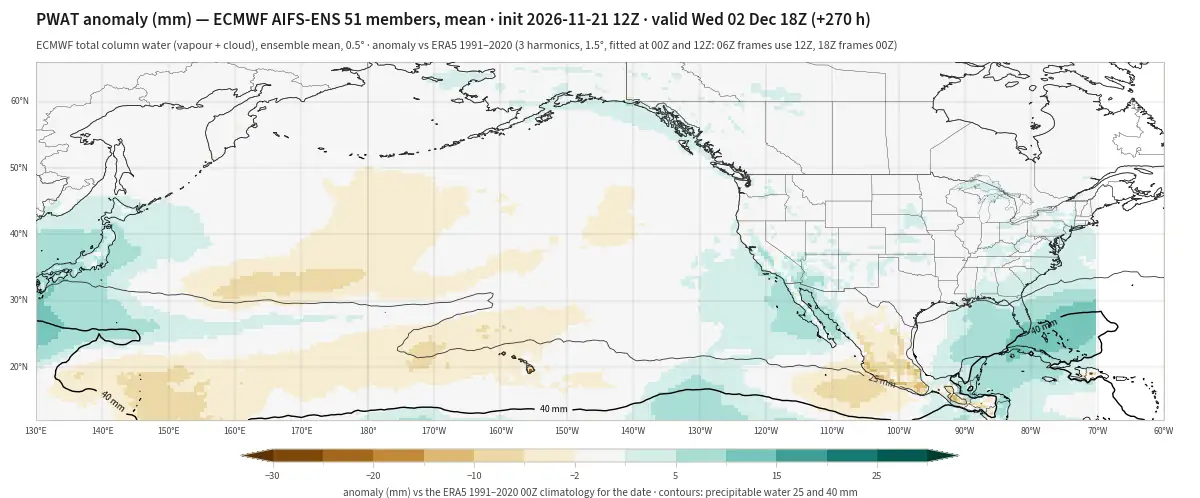 PWAT anomaly (mm) — ECMWF AIFS-ENS 51 members, mean · init 2026-11-21 12Z · valid Wed 02 Dec 18Z (+270 h)
ECMWF total column water (vapour + cloud), ensemble mean, 0.5° · anomaly vs ERA5 1991–2020 (3 harmonics, 1.5°, fitted at 00Z and 12Z: 06Z frames use 12Z, 18Z frames 00Z)
60°N
50°N
40°N
30°N
20°N
40 mm
40 mm
25 mm
40 mm
130°E 140°E 150°E 160°E 170°E 180° 170°W 160°W 150°W 140°W 130°W 120°W 110°W 100°W 90°W 80°W 70°W 60°W
−30 −20 −10 −2 5 15 25
anomaly (mm) vs the ERA5 1991–2020 00Z climatology for the date · contours: precipitable water 25 and 40 mm